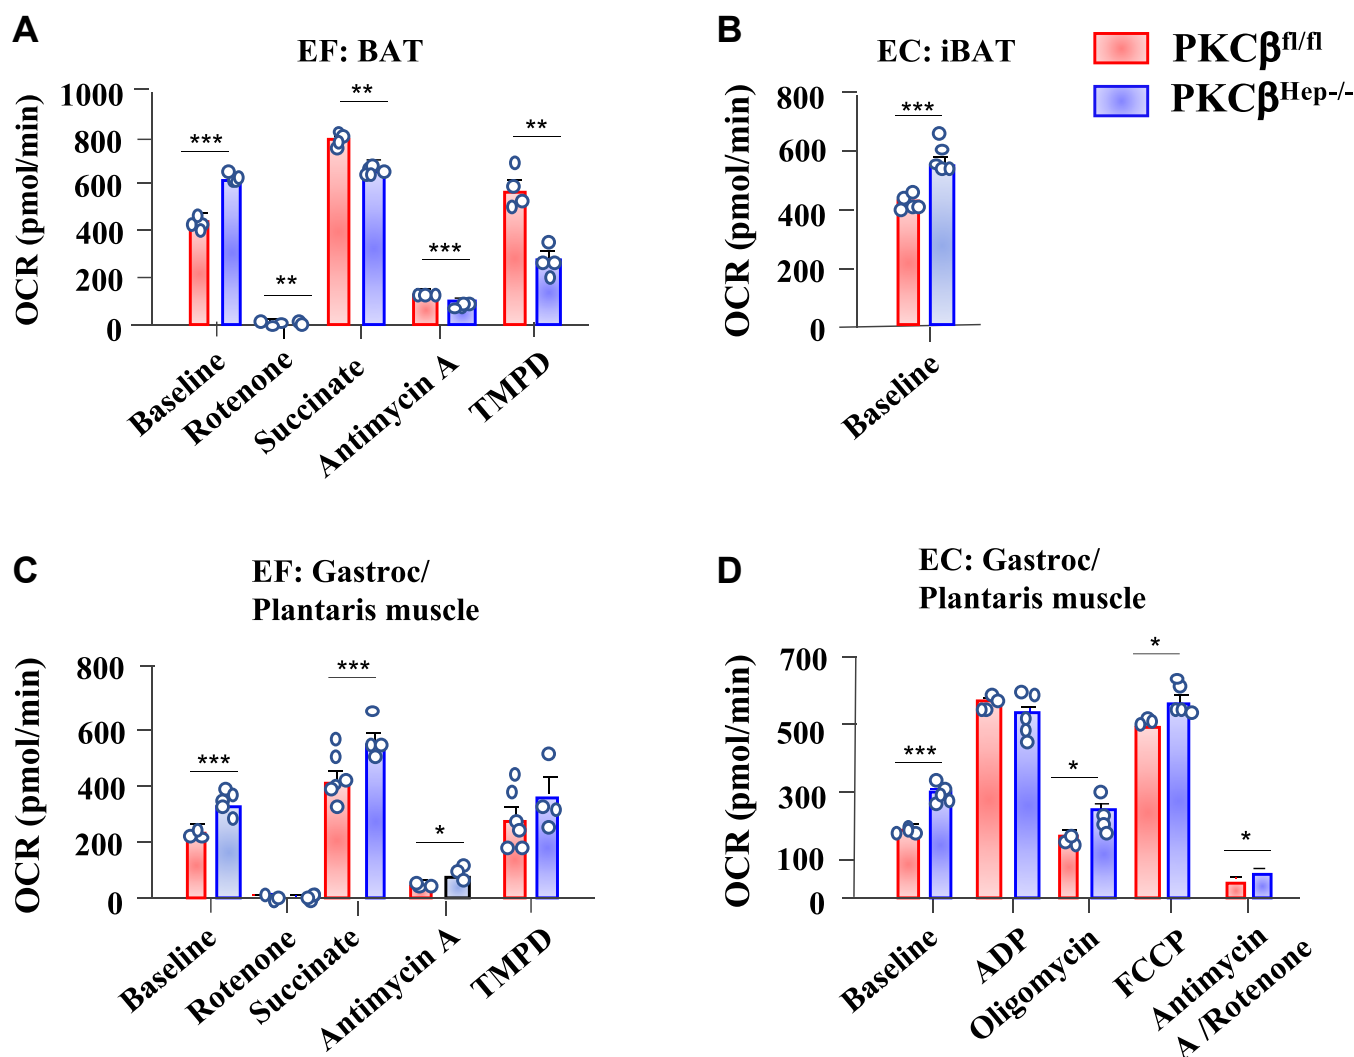 A
EF: BAT
OCR (pmol/min)
1000
800
600
400
200
0
***
**
**
***
**
Baseline
Rotenone
Succinate
Antimycin A
TMPD
B
EC: iBAT
OCR (pmol/min)
800
600
400
200
0
***
Baseline
PKCβfl/fl
PKCβHep-/-
C
EF: Gastroc/
Plantaris muscle
OCR (pmol/min)
800
600
400
200
0
***
***
*
Baseline
Rotenone
Succinate
Antimycin A
TMPD
D
EC: Gastroc/
Plantaris muscle
OCR (pmol/min)
700
500
300
100
0
***
*
*
*
Baseline
ADP
Oligomycin
FCCP
Antimycin
A /Rotenone